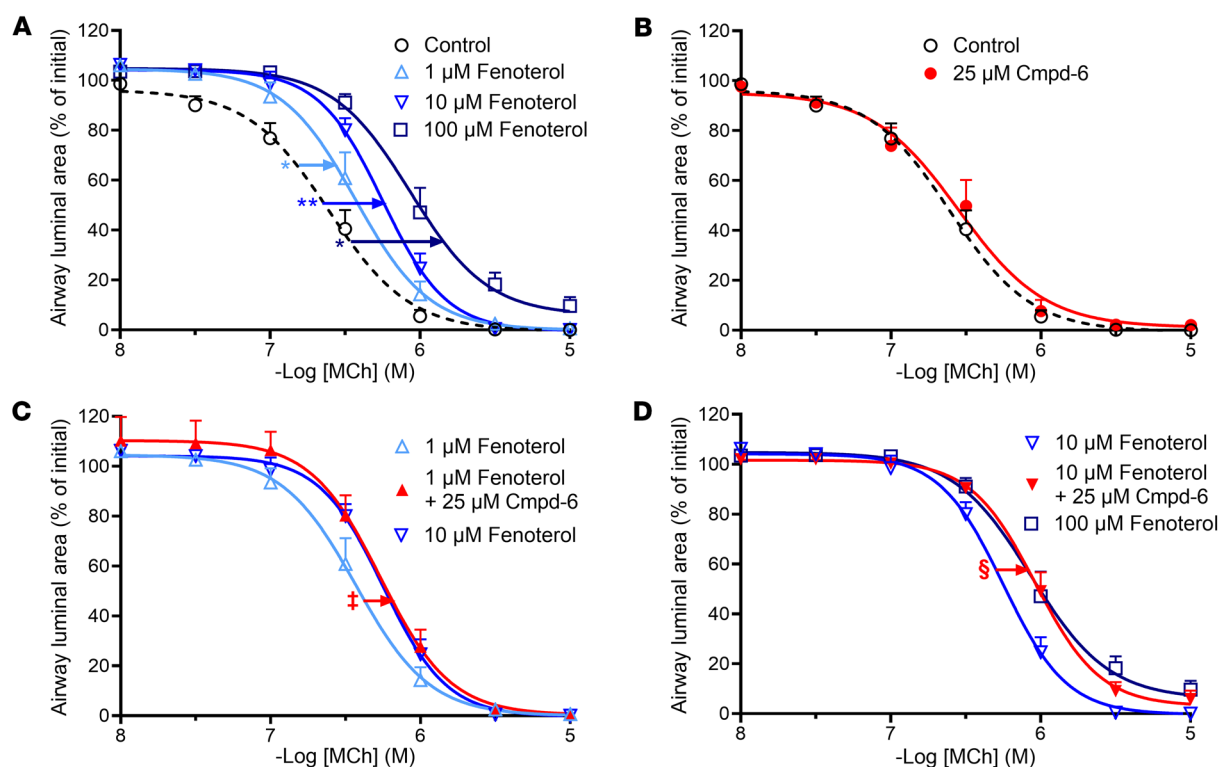 A
Airway luminal area (% of initial)
120
100
80
60
40
20
0
8
7
6
5
-Log [MCh] (M)
Control
1 µM Fenoterol
10 µM Fenoterol
100 µM Fenoterol
*
**
*
B
Airway luminal area (% of initial)
120
100
80
60
40
20
0
8
7
6
5
-Log [MCh] (M)
Control
25 µM Cmpd-6
C
Airway luminal area (% of initial)
120
100
80
60
40
20
0
8
7
6
5
-Log [MCh] (M)
1 µM Fenoterol
1 µM Fenoterol
+ 25 µM Cmpd-6
10 µM Fenoterol
‡
D
Airway luminal area (% of initial)
120
100
80
60
40
20
0
8
7
6
5
-Log [MCh] (M)
10 µM Fenoterol
10 µM Fenoterol
+ 25 µM Cmpd-6
100 µM Fenoterol
§